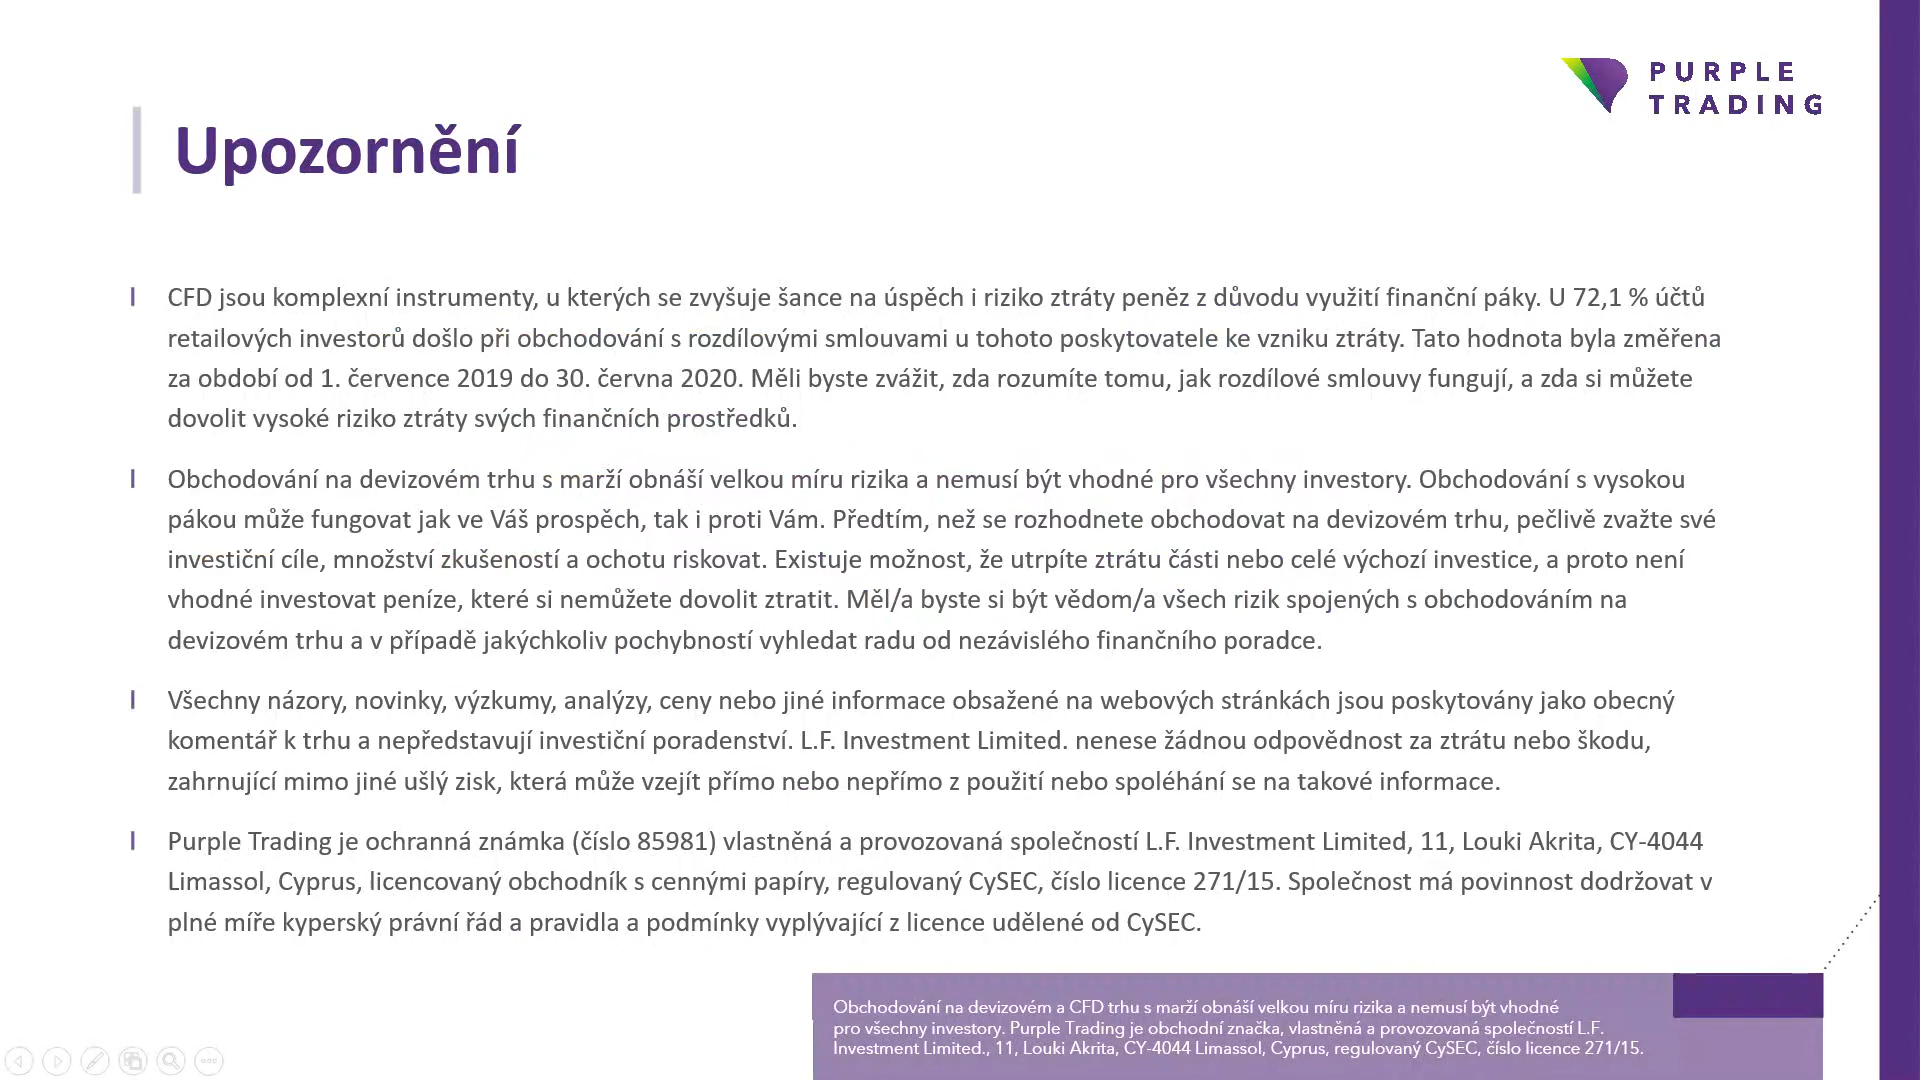 PURPLE
TRADING
Upozornění
CFD jsou komplexní instrumenty, u kterých se zvyšuje šance na úspěch i riziko ztráty peněz z důvodu využití finanční páky. U 72,1 % účtů
retailových investorů došlo při obchodování s rozdílovými smlouvami u tohoto poskytovatele ke vzniku ztráty. Tato hodnota byla změřena
za období od 1. července 2019 do 30. června 2020. Měli byste zvážit, zda rozumíte tomu, jak rozdílové smlouvy fungují, a zda si můžete
dovolit vysoké riziko ztráty svých finančních prostředků.
Obchodování na devizovém trhu s marží obnáší velkou míru rizika a nemusí být vhodné pro všechny investory. Obchodování s vysokou
pákou může fungovat jak ve Váš prospěch, tak i proti Vám. Předtím, než se rozhodnete obchodovat na devizovém trhu, pečlivě zvažte své
investiční cíle, množství zkušeností a ochotu riskovat. Existuje možnost, že utrpíte ztrátu části nebo celé výchozí investice, a proto není
vhodné investovat peníze, které si nemůžete dovolit ztratit. Měl/a byste si být vědom/a všech rizik spojených s obchodováním na
devizovém trhu a v případě jakýchkoliv pochybností vyhledat radu od nezávislého finančního poradce.
Všechny názory, novinky, výzkumy, analýzy, ceny nebo jiné informace obsažené na webových stránkách jsou poskytovány jako obecný
komentář k trhu a nepředstavují investiční poradenství. L.F. Investment Limited. nenese žádnou odpovědnost za ztrátu nebo škodu,
zahrnující mimo jiné ušlý zisk, která může vzejít přímo nebo nepřímo z použití nebo spoléhání se na takové informace.
Purple Trading je ochranná známka (číslo 85981) vlastněná a provozovaná společností L.F. Investment Limited, 11, Louki Akrita, CY-4044
Limassol, Cyprus, licencovaný obchodník s cennými papíry, regulovaný CySEC, číslo licence 271/15. Společnost má povinnost dodržovat v
plné míře kyperský právní řád a pravidla a podmínky vyplývající z licence udělené od CySEC.
Obchodování na devizovém a CFD trhu s marží obnáší velkou míru rizika a nemusí být vhodné
pro všechny investory. Purple Trading je obchodní značka, vlastněná a provozovaná společností L.F.
Investment Limited., 11, Louki Akrita, CY-4044 Limassol, Cyprus, regulovaný CySEC, číslo licence 271/15.